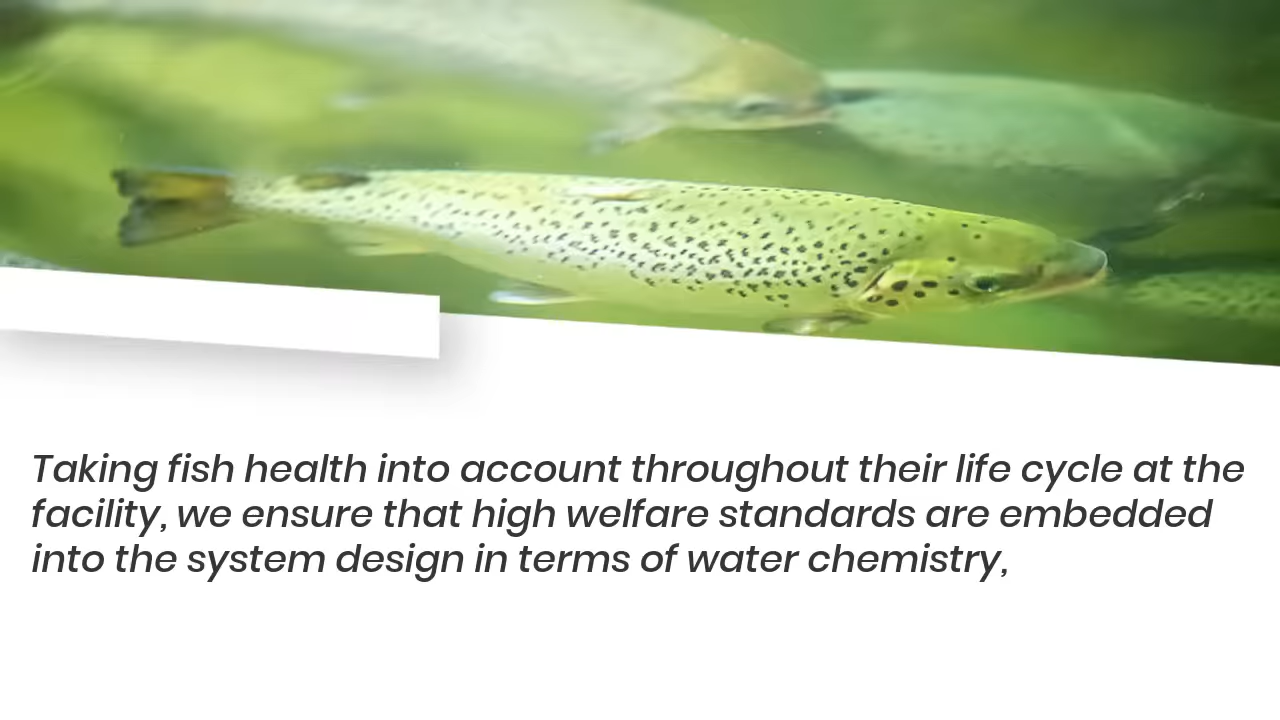 Taking fish health into account throughout their life cycle at the
facility, we ensure that high welfare standards are embedded
into the system design in terms of water chemistry,